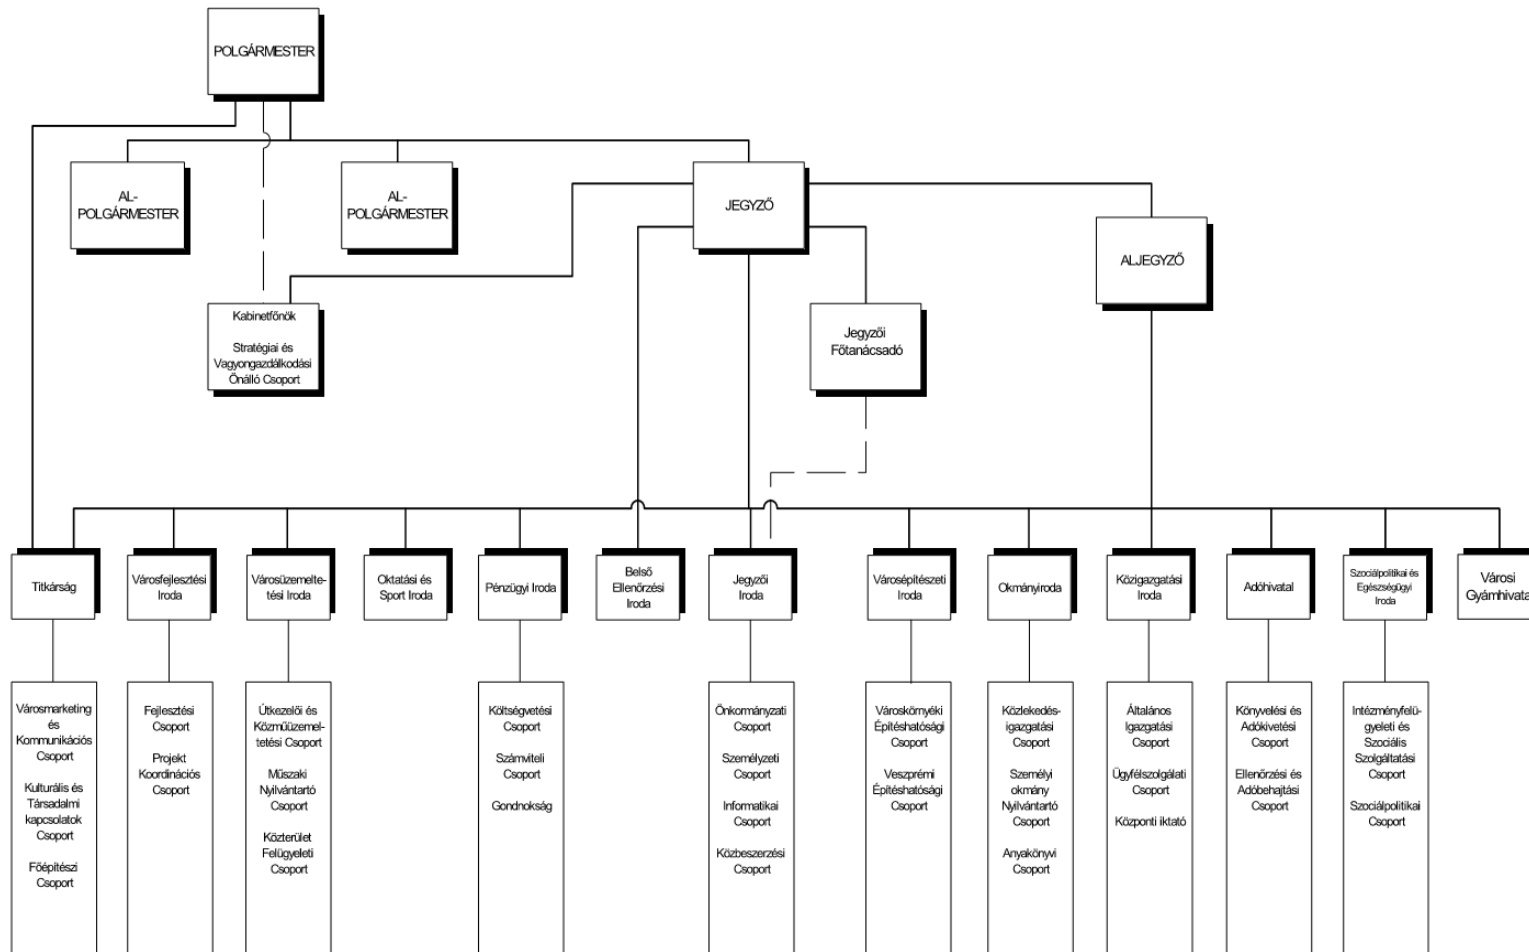 POLGÁRMESTER
AL-
POLGÁRMESTER
AL-
POLGÁRMESTER
JEGYZŐ
ALJEGYZŐ
Kabinetfőnök
Stratégiai és
Vagyongazdálkodási
Önálló Csoport
Jegyzői
Főtanácsadó
Titkárság
Városfejlesztési
Iroda
Városüzemelte-
tési Iroda
Oktatási és
Sport Iroda
Pénzügyi Iroda
Belső
Ellenőrzési
Iroda
Jegyzői
Iroda
Városépítészeti
Iroda
Okmányiroda
Közigazgatási
Iroda
Adóhivatal
Szociálpolitikai és
Egészségügyi
Iroda
Városi
Gyámhivata
Városmarketing
és
Kommunikációs
Csoport
Kulturális és
Társadalmi
kapcsolatok
Csoport
Főépítészi
Csoport
Fejlesztési
Csoport
Projekt
Koordinációs
Csoport
Útkezelői és
Közműüzemel-
tetési Csoport
Műszaki
Nyilvántartó
Csoport
Közterület
Felügyeleti
Csoport
Költségvetési
Csoport
Számviteli
Csoport
Gondnokság
Önkormányzati
Csoport
Személyzeti
Csoport
Informatikai
Csoport
Közbeszerzési
Csoport
Városkörnyéki
Építéshatósági
Csoport
Veszprémi
Építéshatósági
Csoport
Közlekedés-
igazgatási
Csoport
Személyi
okmány
Nyilvántartó
Csoport
Anyakönyvi
Csoport
Általános
Igazgatási
Csoport
Ügyfélszolgálati
Csoport
Központi iktató
Könyvelési és
Adókivetési
Csoport
Ellenőrzési és
Adóbehajtási
Csoport
Intézményfelü-
gyeleti és
Szociális
Szolgáltatási
Csoport
Szociálpolitikai
Csoport